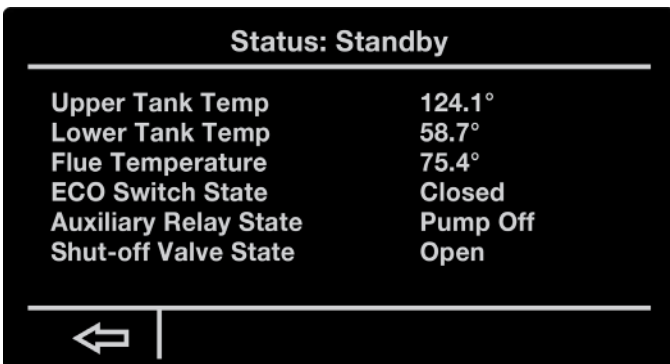 Status: Standby
Upper Tank Temp 124.1°
Lower Tank Temp 58.7°
Flue Temperature 75.4°
ECO Switch State Closed
Auxiliary Relay State Pump Off
Shut-off Valve State Open